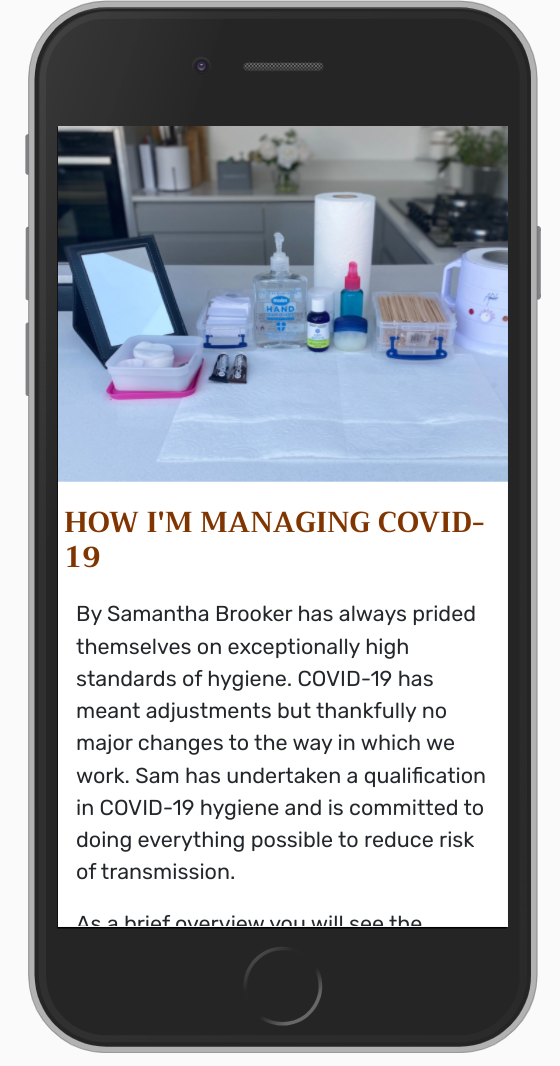 HAND
HOW I'M MANAGING COVID-
19
By Samantha Brooker has always prided
themselves on exceptionally high
standards of hygiene. COVID-19 has
meant adjustments but thankfully no
major changes to the way in which we
work. Sam has undertaken a qualification
in COVID-19 hygiene and is committed to
doing everything possible to reduce risk
of transmission.
As a brief overview you will see the